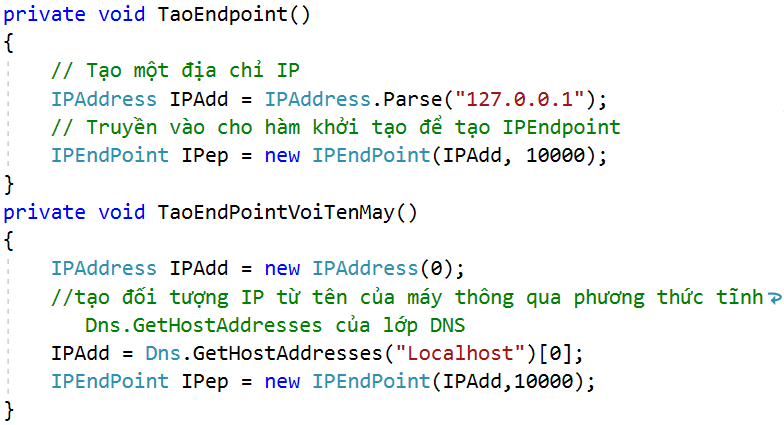 private void TaoEndpoint()
{
// Tạo một địa chỉ IP
IPAddress IPAdd = IPAddress.Parse("127.0.0.1");
// Truyền vào cho hàm khởi tạo để tạo IPEndpoint
IPEndPoint IPep = new IPEndPoint(IPAdd, 10000);
}
private void TaoEndPointVoiTenMay()
{
IPAddress IPAdd = new IPAddress(0);
//tạo đối tượng IP từ tên của máy thông qua phương thức tĩnh
Dns.GetHostAddresses của lớp DNS
IPAdd = Dns.GetHostAddresses("Localhost")[0];
IPEndPoint IPep = new IPEndPoint(IPAdd,10000);
}